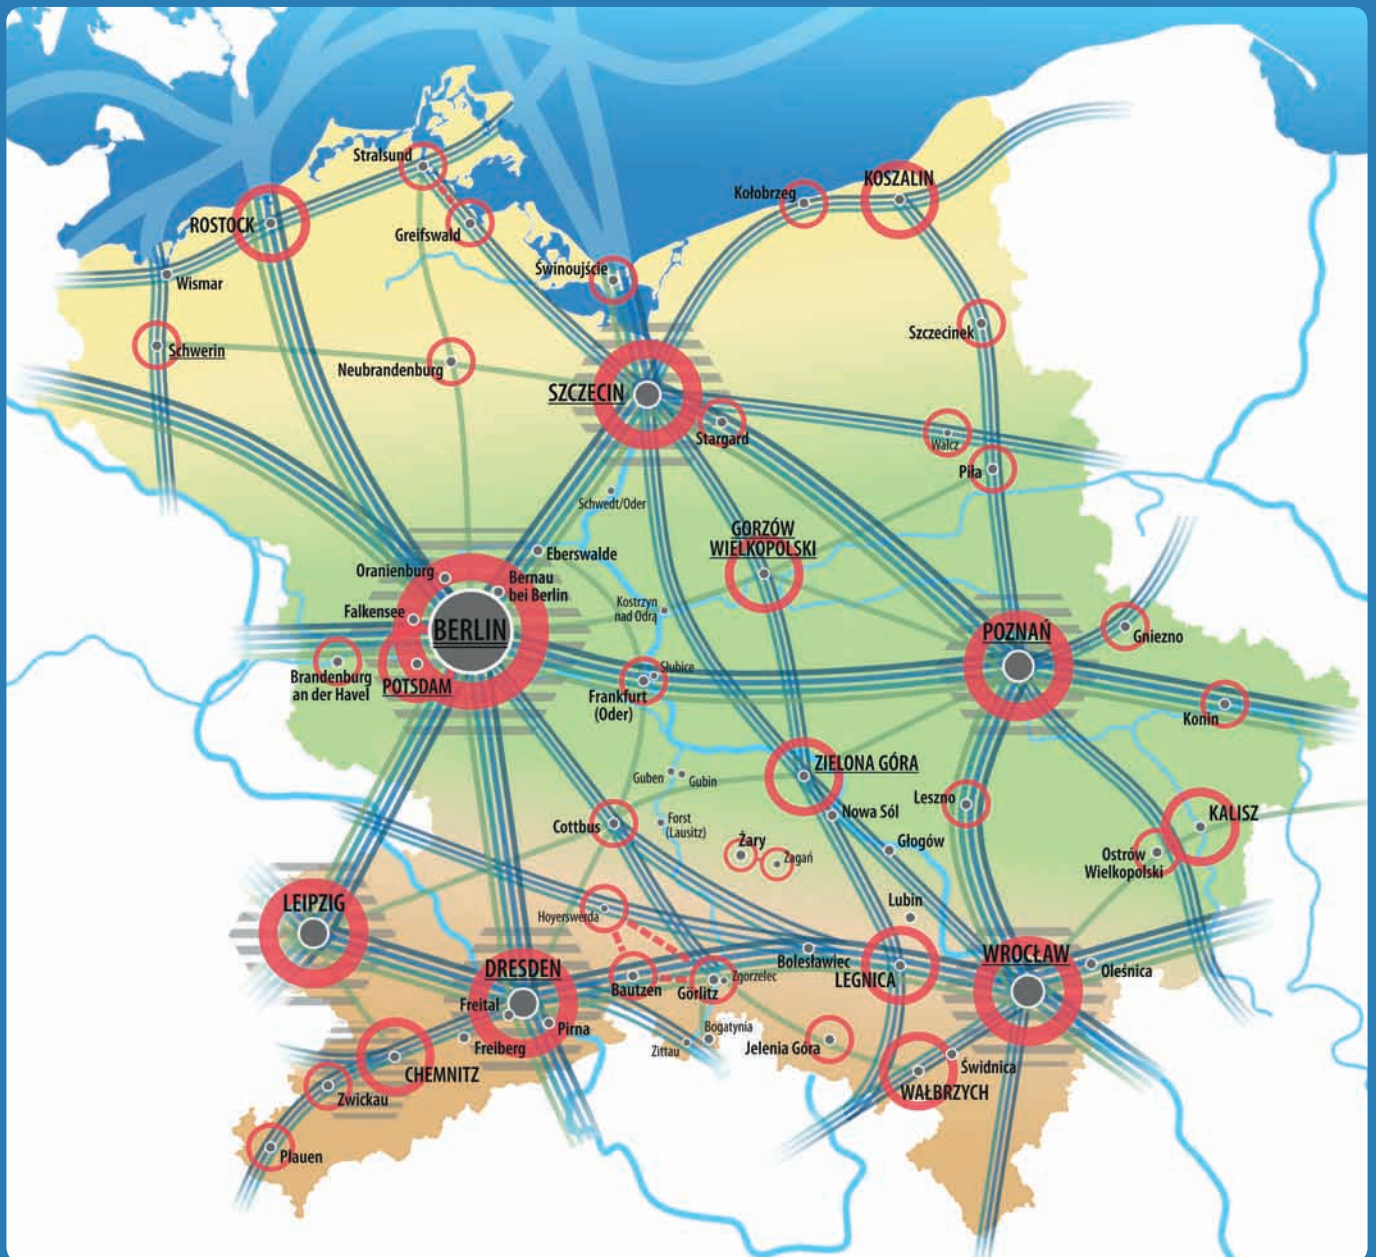 Stralsund
KOSZALIN
Kołobrzeg
ROSTOCK
Greifswald
Świnoujście
Wismar
Szczecinek
Schwerin
Neubrandenburg
SZCZECIN
Stargard
Wałcz
Piła
Schwedt/Oder
GORZÓW
WIELKOPOLSKI
Eberswalde
Oranienburg
Bernau
bei Berlin
Falkensee
Kostrzyn
nad Odrą
BERLIN
POZNAŃ
Gniezno
Brandenburg
an der Havel
POTSDAM
Słubice
Frankfurt
(Oder)
Konin
ZIELONA GÓRA
Guben
Gubin
Leszno
Nowa Sól
KALISZ
Cottbus
Forst
(Lausitz)
Żary
Żagań
Głogów
Ostrów
Wielkopolski
LEIPZIG
Hoyerswerda
Lubin
DRESDEN
Bolesławiec
WROCŁAW
LEGNICA
Oleśnica
Bautzen
Görlitz
Zgorzelec
Freital
Pirna
Freiberg
Zittau
Bogatynia
Jelenia Góra
CHEMNITZ
Świdnica
WAŁBRZYCH
Zwickau
Plauen